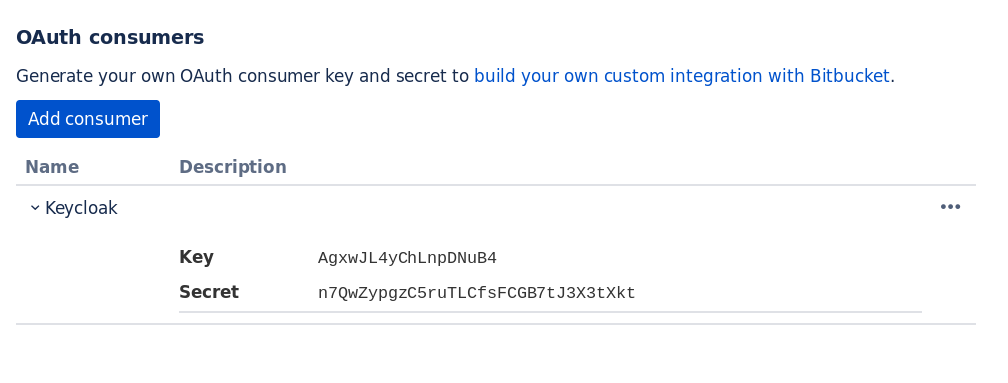 OAuth consumers
Generate your own OAuth consumer key and secret to build your own custom integration with Bitbucket.
Add consumer
Name Description
Keycloak
Key AgxwJL4yChLnpDNuB4
Secret n7QwZypgzC5ruTLCfsFCGB7tJ3X3tXkt